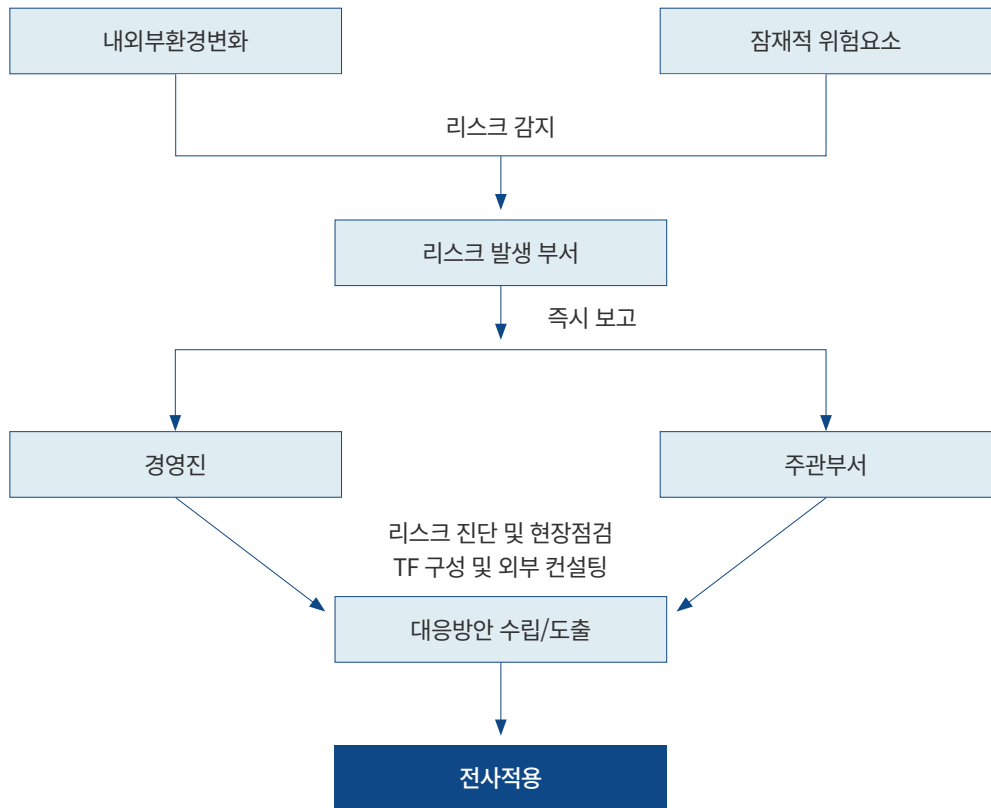 내외부환경변화
잠재적 위험요소
리스크 감지
리스크 발생 부서
즉시 보고
경영진
주관부서
리스크 진단 및 현장점검
TF 구성 및 외부 컨설팅
대응방안 수립/도출
전사적용